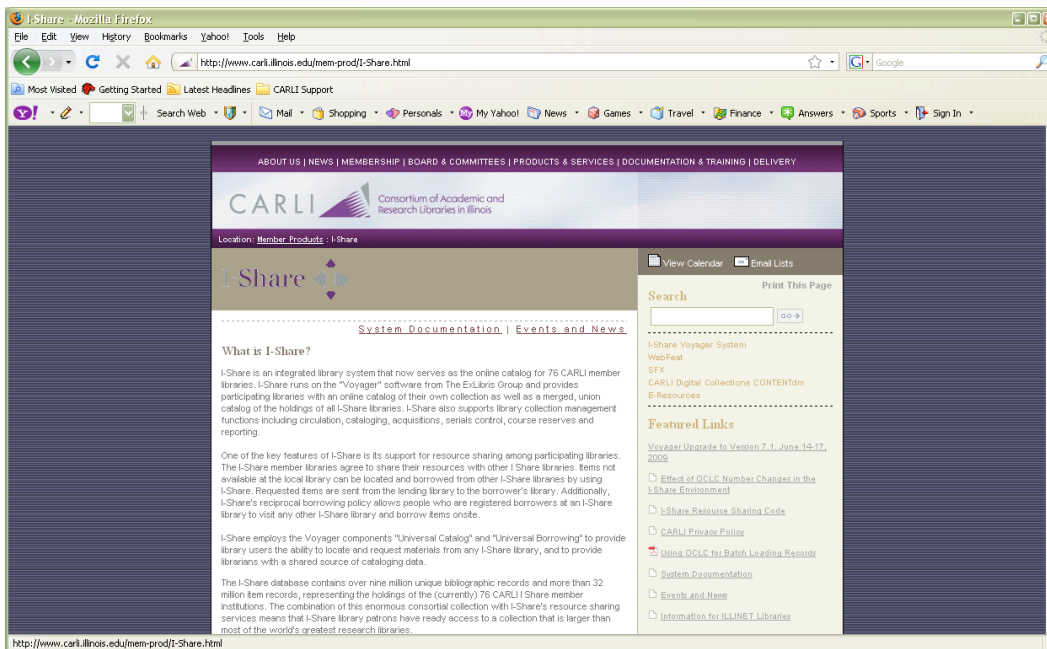 I-Share - Mozilla Firefox
File Edit View History Bookmarks Yahoo! Tools Help
http://www.carli.illinois.edu/mem-prod/I-Share.html
G Google
Most Visited Getting Started Latest Headlines CARLI Support
Y! Search Web Mail Shopping Personals My My Yahoo! News Games Travel Finance Answers Sports Sign In
ABOUT US | NEWS | MEMBERSHIP | BOARD & COMMITTEES | PRODUCTS & SERVICES | DOCUMENTATION & TRAINING | DELIVERY
CARLI
Consortium of Academic and
Research Libraries in Illinois
Location: Member Products : I-Share
I-Share
System Documentation | Events and News
What is I-Share?
I-Share is an integrated library system that now serves as the online catalog for 76 CARLI member
libraries. I-Share runs on the "Voyager" software from The ExLibris Group and provides
participating libraries with an online catalog of their own collection as well as a merged, union
catalog of the holdings of all I-Share libraries. I-Share also supports library collection management
functions including circulation, cataloging, acquisitions, serials control, course reserves and
reporting.
One of the key features of I-Share is its support for resource sharing among participating libraries.
The I-Share member libraries agree to share their resources with other I Share libraries. Items not
available at the local library can be located and borrowed from other I-Share libraries by using
I-Share. Requested items are sent from the lending library to the borrower's library. Additionally,
I-Share's reciprocal borrowing policy allows people who are registered borrowers at an I-Share
library to visit any other I-Share library and borrow items onsite.
I-Share employs the Voyager components "Universal Catalog" and "Universal Borrowing" to provide
library users the ability to locate and request materials from any I-Share library, and to provide
librarians with a shared source of cataloging data.
The I-Share database contains over nine million unique bibliographic records and more than 32
million item records, representing the holdings of the (currently) 76 CARLI I Share member
institutions. The combination of this enormous consortial collection with I-Share's resource sharing
services means that I-Share library patrons have ready access to a collection that is larger than
most of the world's greatest research libraries.
View Calendar Email Lists
Print This Page
Search
GO
I-Share Voyager System
WebFeat
SFX
CARLI Digital Collections CONTENTdm
E-Resources
Featured Links
Voyager Upgrade to Version 7.1, June 14-17,
2009
Effect of OCLC Number Changes in the
I-Share Environment
I-Share Resource Sharing Code
CARLI Privacy Policy
Using OCLC for Batch Loading Records
System Documentation
Events and News
Information for ILLINET Libraries
http://www.carli.illinois.edu/mem-prod/I-Share.html